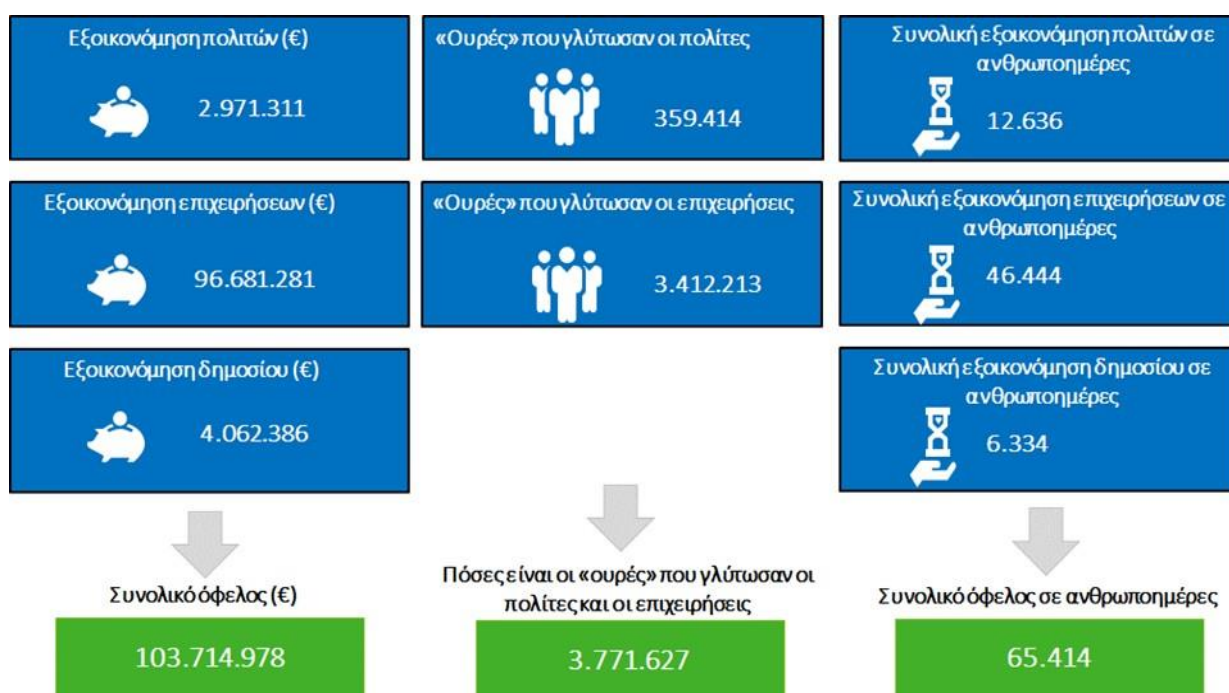 Εξοικονόμηση πολιτών (€)
2.971.311
«Ουρές» που γλύτωσαν οι πολίτες
359.414
Συνολική εξοικονόμηση πολιτών σε
ανθρωποημέρες
12.636
Εξοικονόμηση επιχειρήσεων (€)
96.681.281
«Ουρές» που γλύτωσαν οι επιχειρήσεις
3.412.213
Συνολική εξοικονόμηση επιχειρήσεων σε
ανθρωποημέρες
46.444
Εξοικονόμηση δημοσίου (€)
4.062.386
Συνολική εξοικονόμηση δημοσίου σε
ανθρωποημέρες
6.334
Συνολικό όφελος (€)
103.714.978
Πόσες είναι οι «ουρές» που γλύτωσαν οι
πολίτες και οι επιχειρήσεις
3.771.627
Συνολικό όφελος σε ανθρωποημέρες
65.414